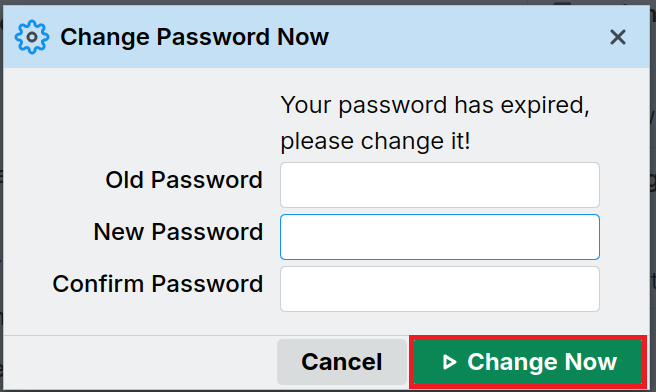 Change Password Now
Your password has expired,
please change it!
Old Password
New Password
Confirm Password
Cancel
Change Now